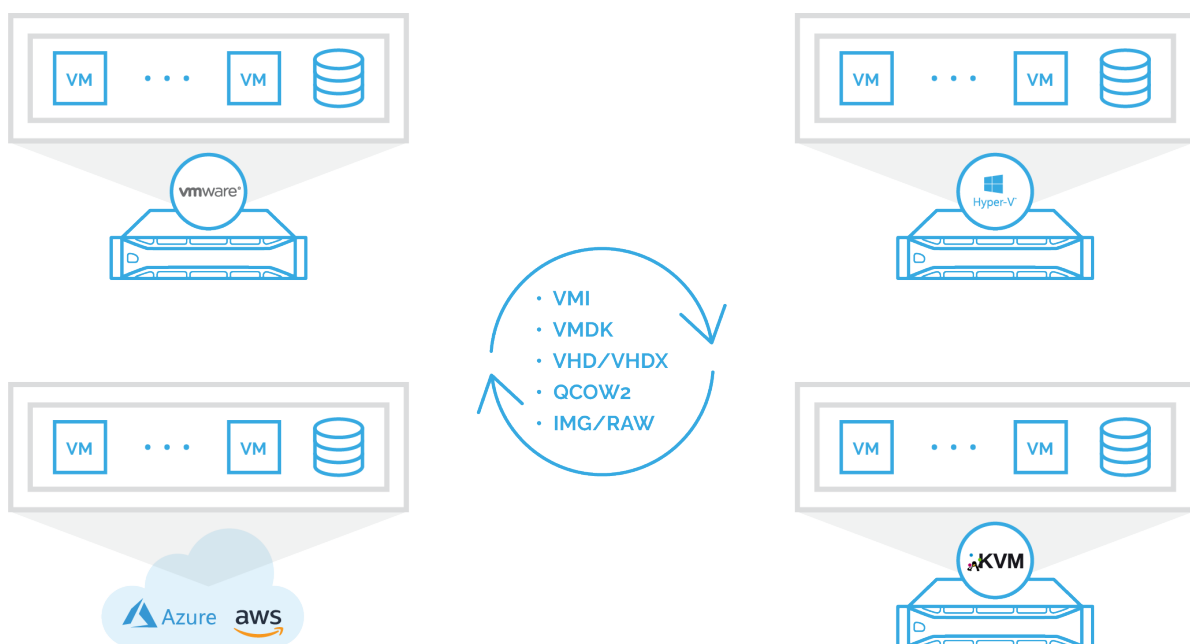 VM ... VM
VM ... VM
vmware®
Hyper-V
• VMI
• VMDK
• VHD/VHDX
• QCOW2
• IMG/RAW
VM ... VM
VM ... VM
KVM
Azure aws